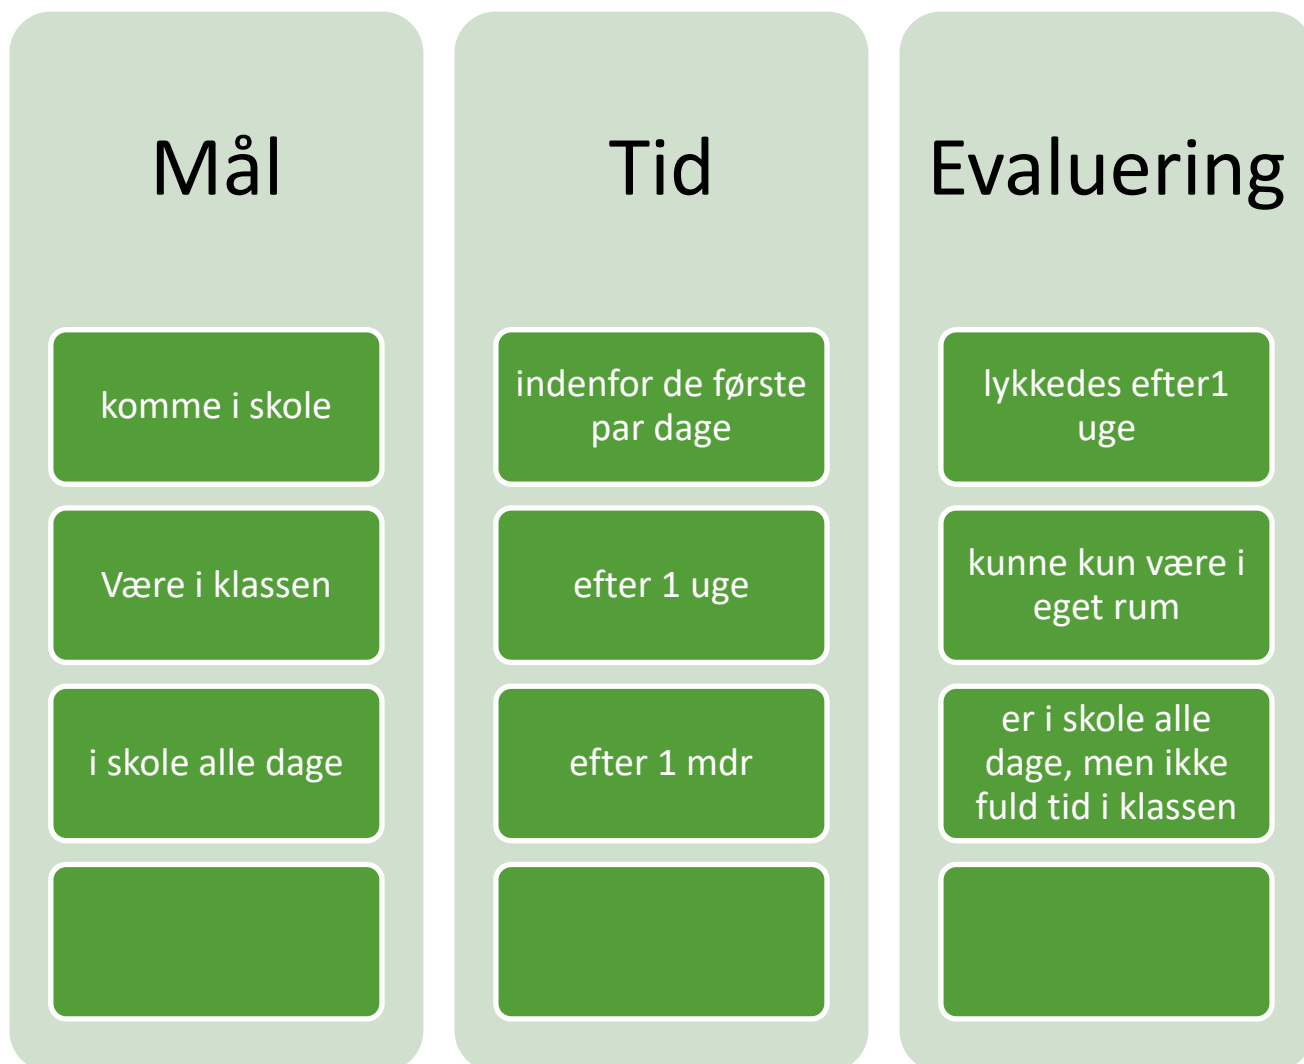 Mål
komme i skole
Være i klassen
i skole alle dage
Tid
indenfor de første
par dage
efter 1 uge
efter 1 mdr
Evaluering
lykkedes efter1
uge
kunne kun være i
eget rum
er i skole alle
dage, men ikke
fuld tid i klassen